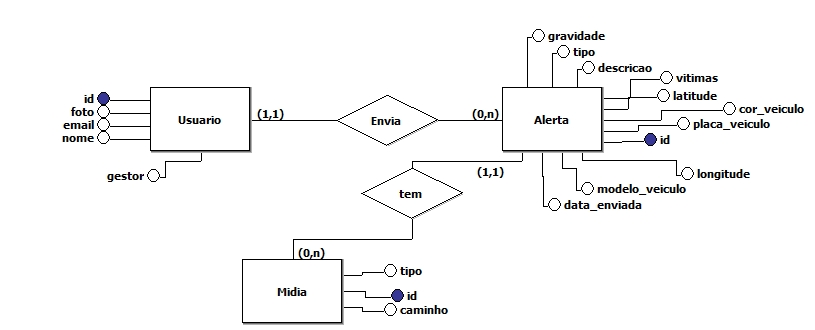 gravidade
tipo
descricao
vitimas
latitude
cor_veiculo
placa_veiculo
id
longitude
modelo_veiculo
data_enviada
id
foto
email
nome
gestor
Usuario
(1,1)
Envia
(0,n)
Alerta
(1,1)
tem
(0,n)
Midia
tipo
id
caminho